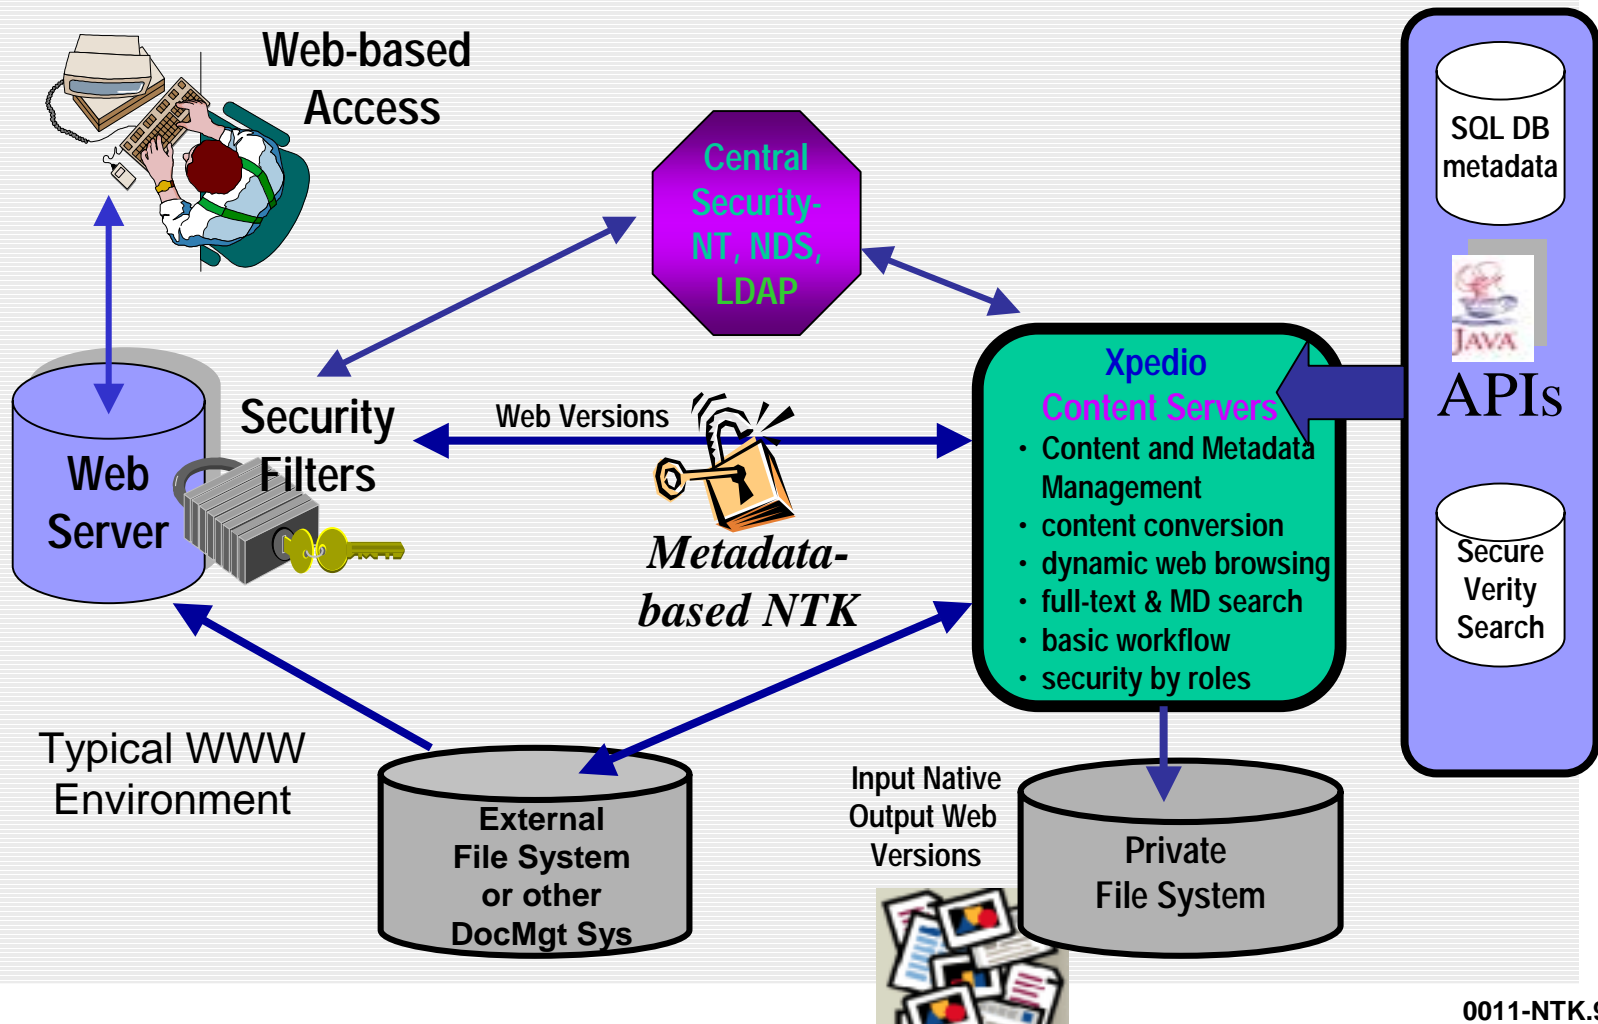 Web-based
Access
Central
Security-
NT, NDS,
LDAP
SQL DB
metadata
JAVA
APIs
Secure
Verity
Search
Xpedio
Content Servers
• Content and Metadata
Management
• content conversion
• dynamic web browsing
• full-text & MD search
• basic workflow
• security by roles
Security
Filters
Web Versions
Web
Server
Metadata-
based NTK
Typical WWW
Environment
External
File System
or other
DocMgt Sys
Input Native
Output Web
Versions
Private
File System
0011-NTK.9